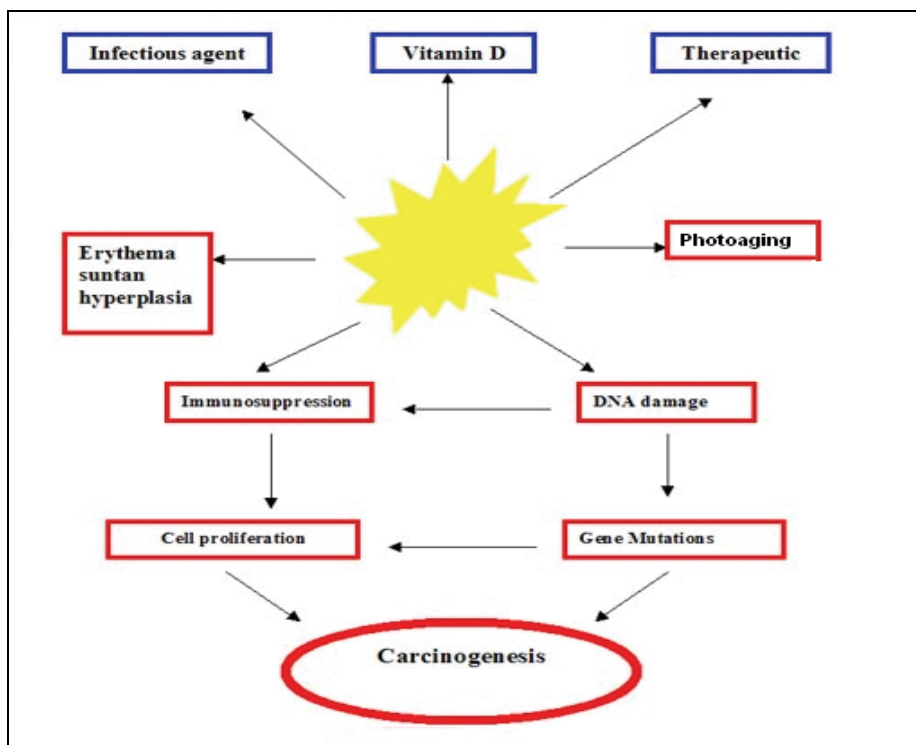 Infectious agent
Vitamin D
Therapeutic
Erythema
suntan
hyperplasia
Photoaging
Immunosuppression
DNA damage
Cell proliferation
Gene Mutations
Carcinogenesis